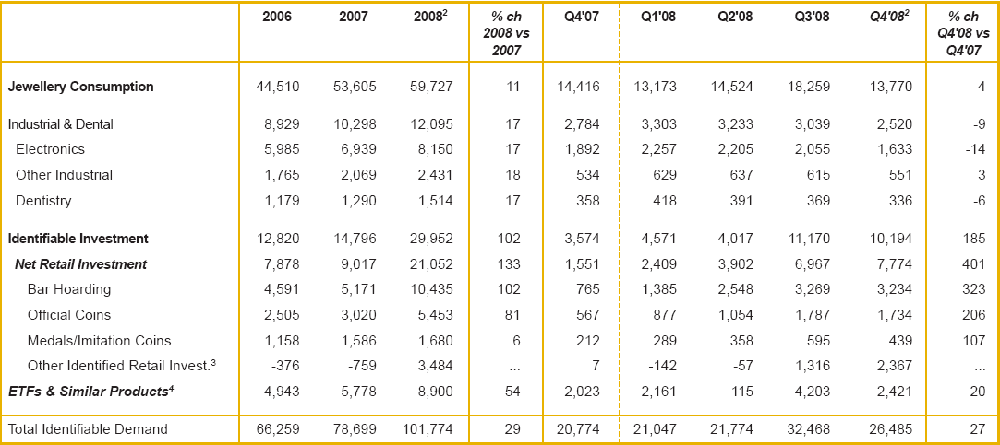 2006 2007 2008² % ch 2008 vs 2007 Q4'07 Q1'08 Q2'08 Q3'08 Q4'08² % ch Q4'08 vs Q4'07
Jewellery Consumption 44,510 53,605 59,727 11 14,416 13,173 14,524 18,259 13,770 -4
Industrial & Dental 8,929 10,298 12,095 17 2,784 3,303 3,233 3,039 2,520 -9
Electronics 5,985 6,939 8,150 17 1,892 2,257 2,205 2,055 1,633 -14
Other Industrial 1,765 2,069 2,431 18 534 629 637 615 551 3
Dentistry 1,179 1,290 1,514 17 358 418 391 369 336 -6
Identifiable Investment 12,820 14,796 29,952 102 3,574 4,571 4,017 11,170 10,194 185
Net Retail Investment 7,878 9,017 21,052 133 1,551 2,409 3,902 6,967 7,774 401
Bar Hoarding 4,591 5,171 10,435 102 765 1,385 2,548 3,269 3,234 323
Official Coins 2,505 3,020 5,453 81 567 877 1,054 1,787 1,734 206
Medals/Imitation Coins 1,158 1,586 1,680 6 212 289 358 595 439 107
Other Identified Retail Invest.³ -376 -759 3,484 ... 7 -142 -57 1,316 2,367 ...
ETFs & Similar Products⁴ 4,943 5,778 8,900 54 2,023 2,161 115 4,203 2,421 20
Total Identifiable Demand 66,259 78,699 101,774 29 20,774 21,047 21,774 32,468 26,485 27